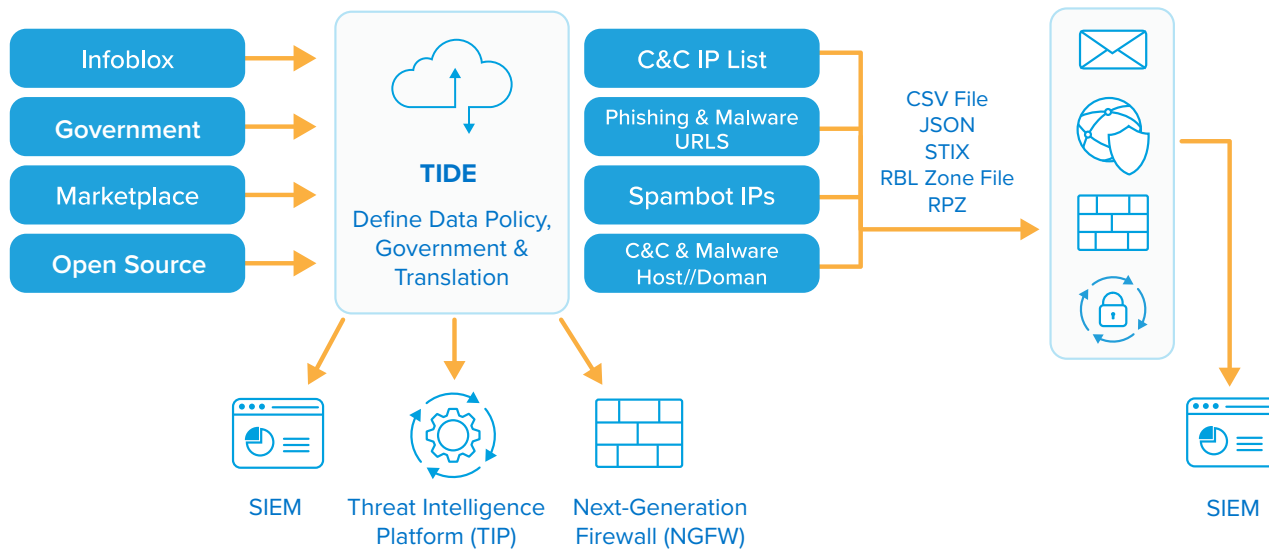 Infoblox
Government
Marketplace
Open Source
TIDE
Define Data Policy,
Government &
Translation
C&C IP List
Phishing & Malware
URLS
Spambot IPs
C&C & Malware
Host//Doman
CSV File
JSON
STIX
RBL Zone File
RPZ
SIEM
Threat Intelligence
Platform (TIP)
Next-Generation
Firewall (NGFW)
SIEM